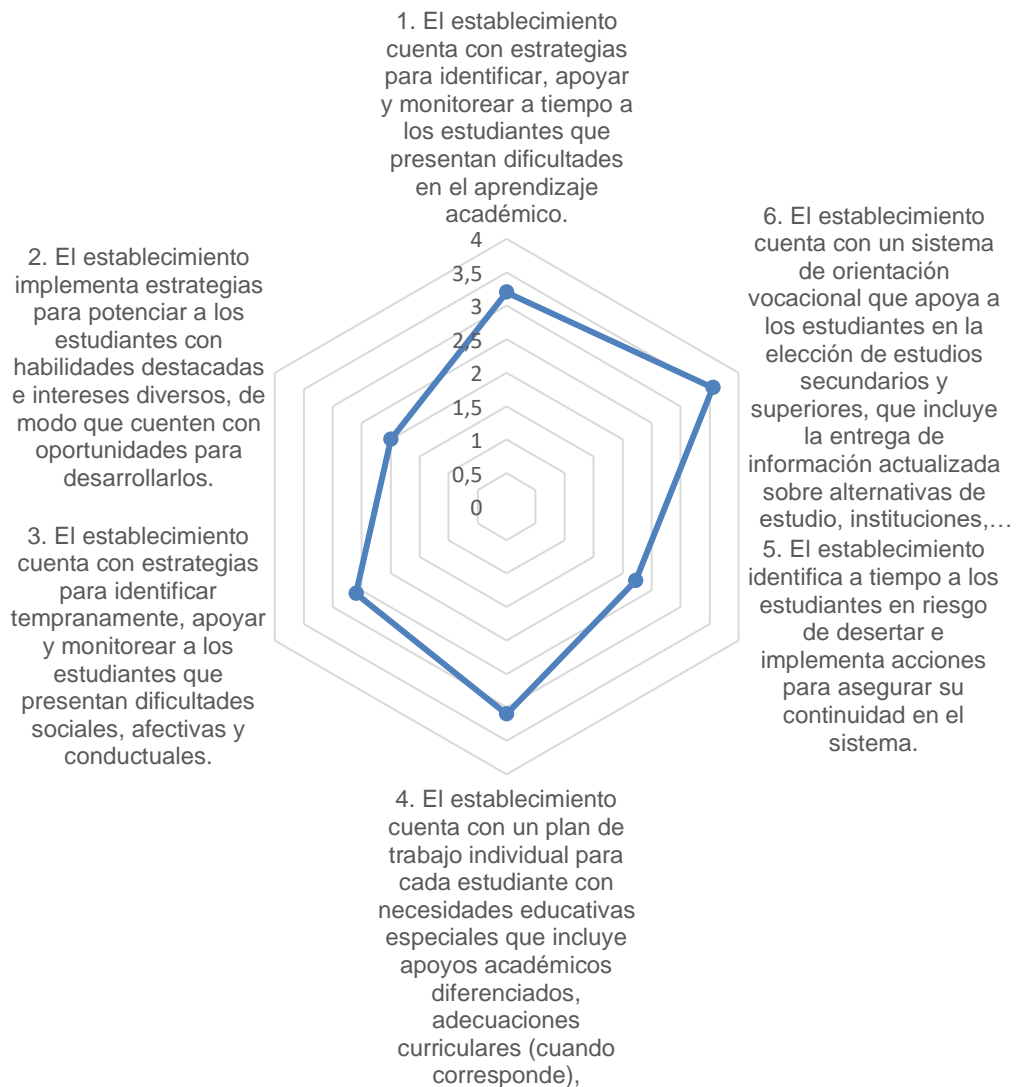 1. El establecimiento
cuenta con estrategias
para identificar, apoyar
y monitorear a tiempo a
los estudiantes que
presentan dificultades
en el aprendizaje
académico.
2. El establecimiento
implementa estrategias
para potenciar a los
estudiantes con
habilidades destacadas
e intereses diversos, de
modo que cuenten con
oportunidades para
desarrollarlos.
3. El establecimiento
cuenta con estrategias
para identificar
tempranamente, apoyar
y monitorear a los
estudiantes que
presentan dificultades
sociales, afectivas y
conductuales.
4
3,5
3
2,5
2
1,5
1
0,5
0
6. El establecimiento
cuenta con un sistema
de orientación
vocacional que apoya a
los estudiantes en la
elección de estudios
secundarios y
superiores, que incluye
la entrega de
información actualizada
sobre alternativas de
estudio, instituciones,…
5. El establecimiento
identifica a tiempo a los
estudiantes en riesgo
de desertar e
implementa acciones
para asegurar su
continuidad en el
sistema.
4. El establecimiento
cuenta con un plan de
trabajo individual para
cada estudiante con
necesidades educativas
especiales que incluye
apoyos académicos
diferenciados,
adecuaciones
curriculares (cuando
corresponde),